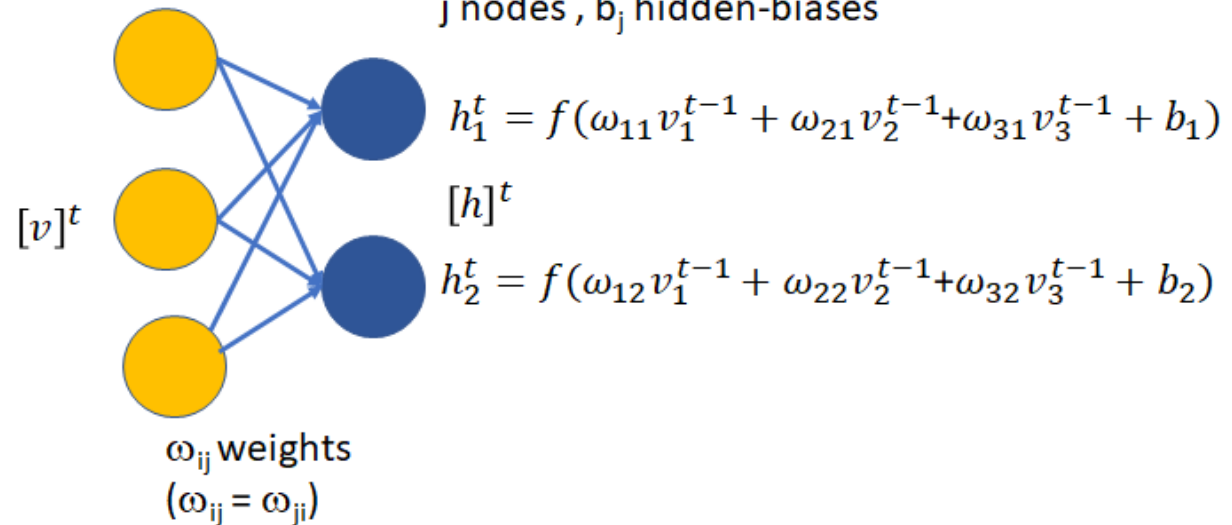 j nodes , bⱼ hidden-biases
h₁ᵗ = f(ω₁₁v₁ᵗ⁻¹ + ω₂₁v₂ᵗ⁻¹+ω₃₁v₃ᵗ⁻¹ + b₁)
[v]ᵗ
[h]ᵗ
h₂ᵗ = f(ω₁₂v₁ᵗ⁻¹ + ω₂₂v₂ᵗ⁻¹+ω₃₂v₃ᵗ⁻¹ + b₂)
ωᵢⱼ weights
(ωᵢⱼ = ωⱼᵢ)